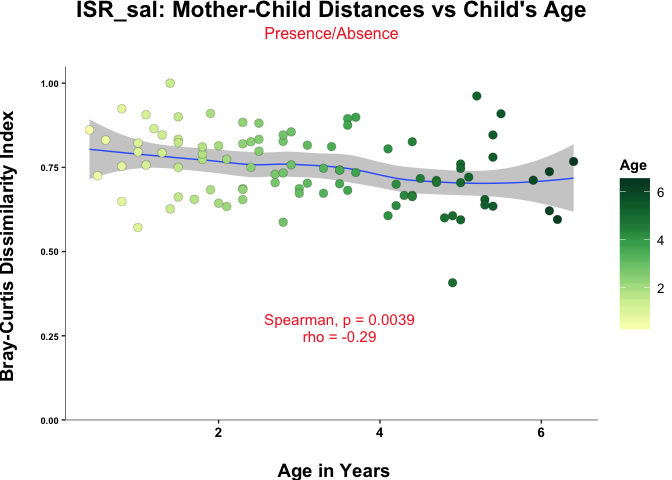 ISR_sal: Mother-Child Distances vs Child's Age
Presence/Absence
Bray-Curtis Dissimilarity Index
1.00
0.75
0.50
0.25
0.00
Spearman, p = 0.0039
rho = -0.29
2
4
6
Age in Years
Age
6
4
2